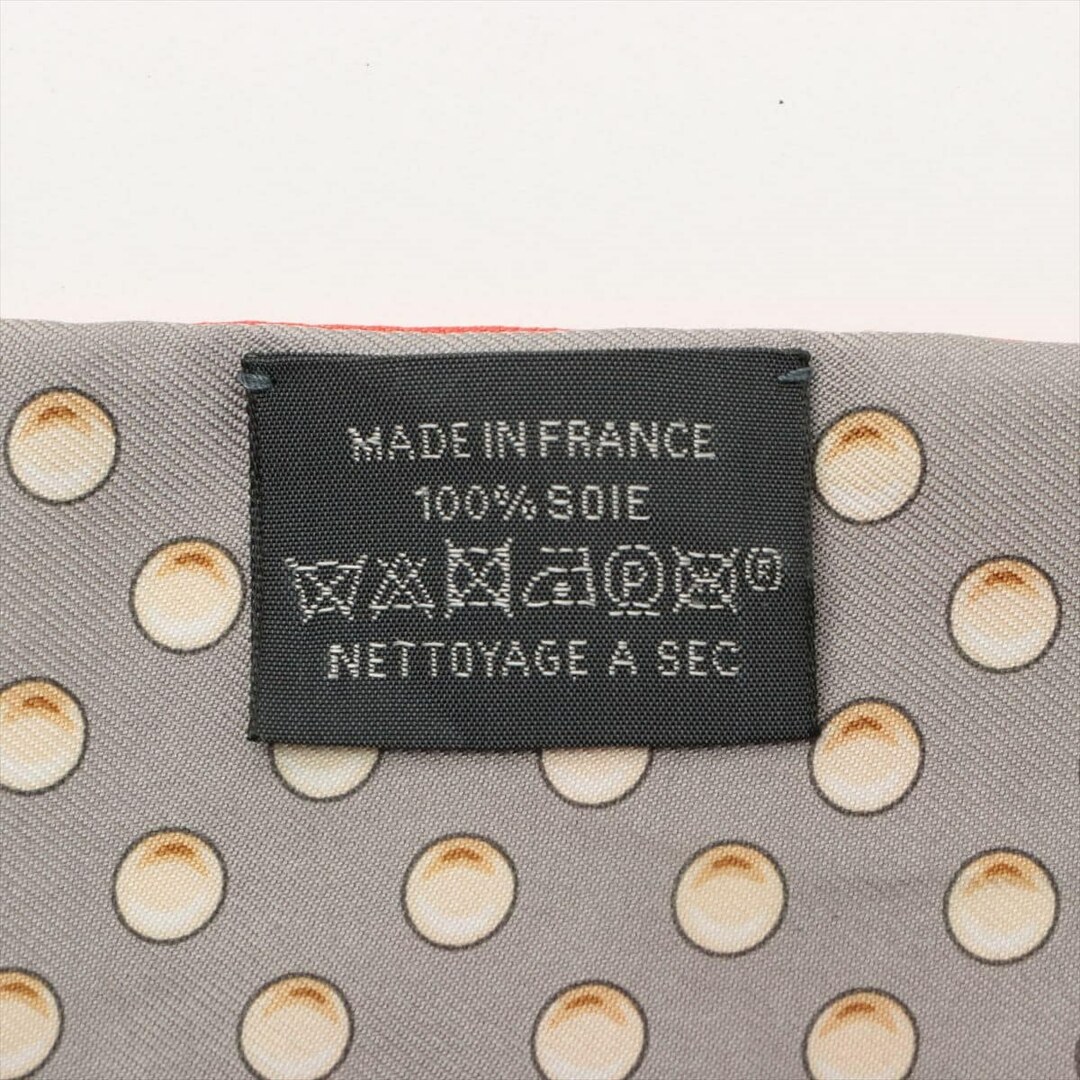 MADE IN FRANCE
100% SOIE
P ®
NETTOYAGE A SEC